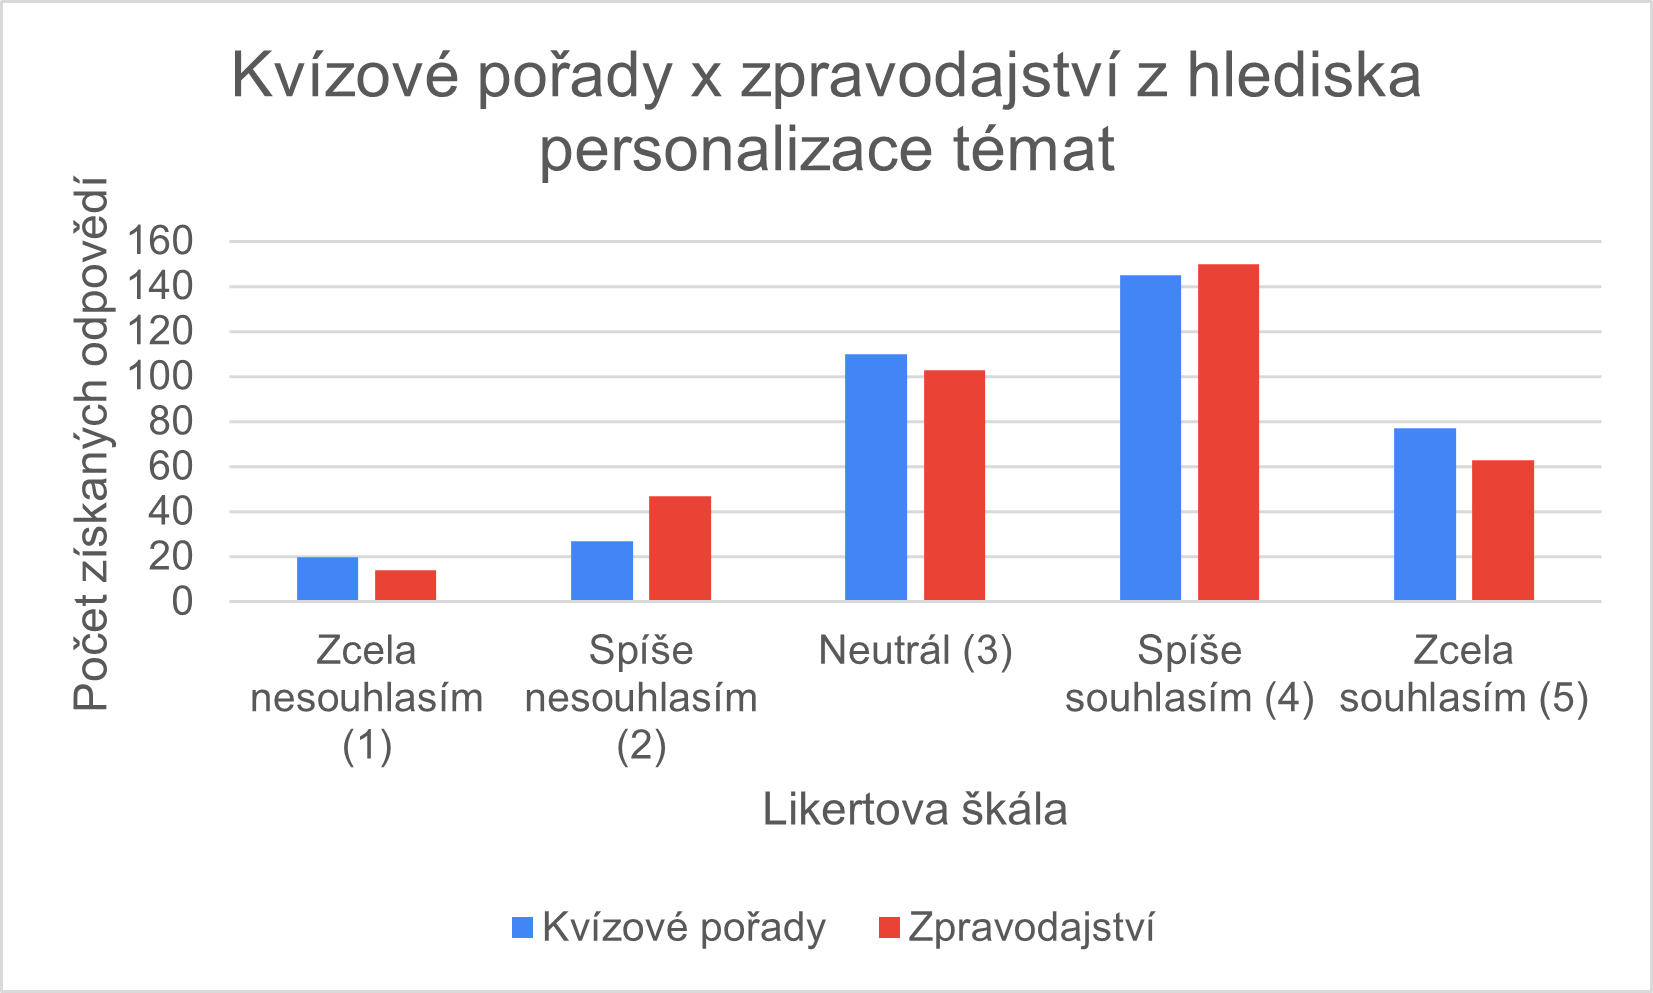 Kvízové pořady x zpravodajství z hlediska
personalizace témat
Počet získaných odpovědí
160
140
120
100
80
60
40
20
0
Zcela
nesouhlasím
(1)
Spíše
nesouhlasím
(2)
Neutrál (3)
Spíše
souhlasím (4)
Zcela
souhlasím (5)
Likertova škála
Kvízové pořady
Zpravodajství